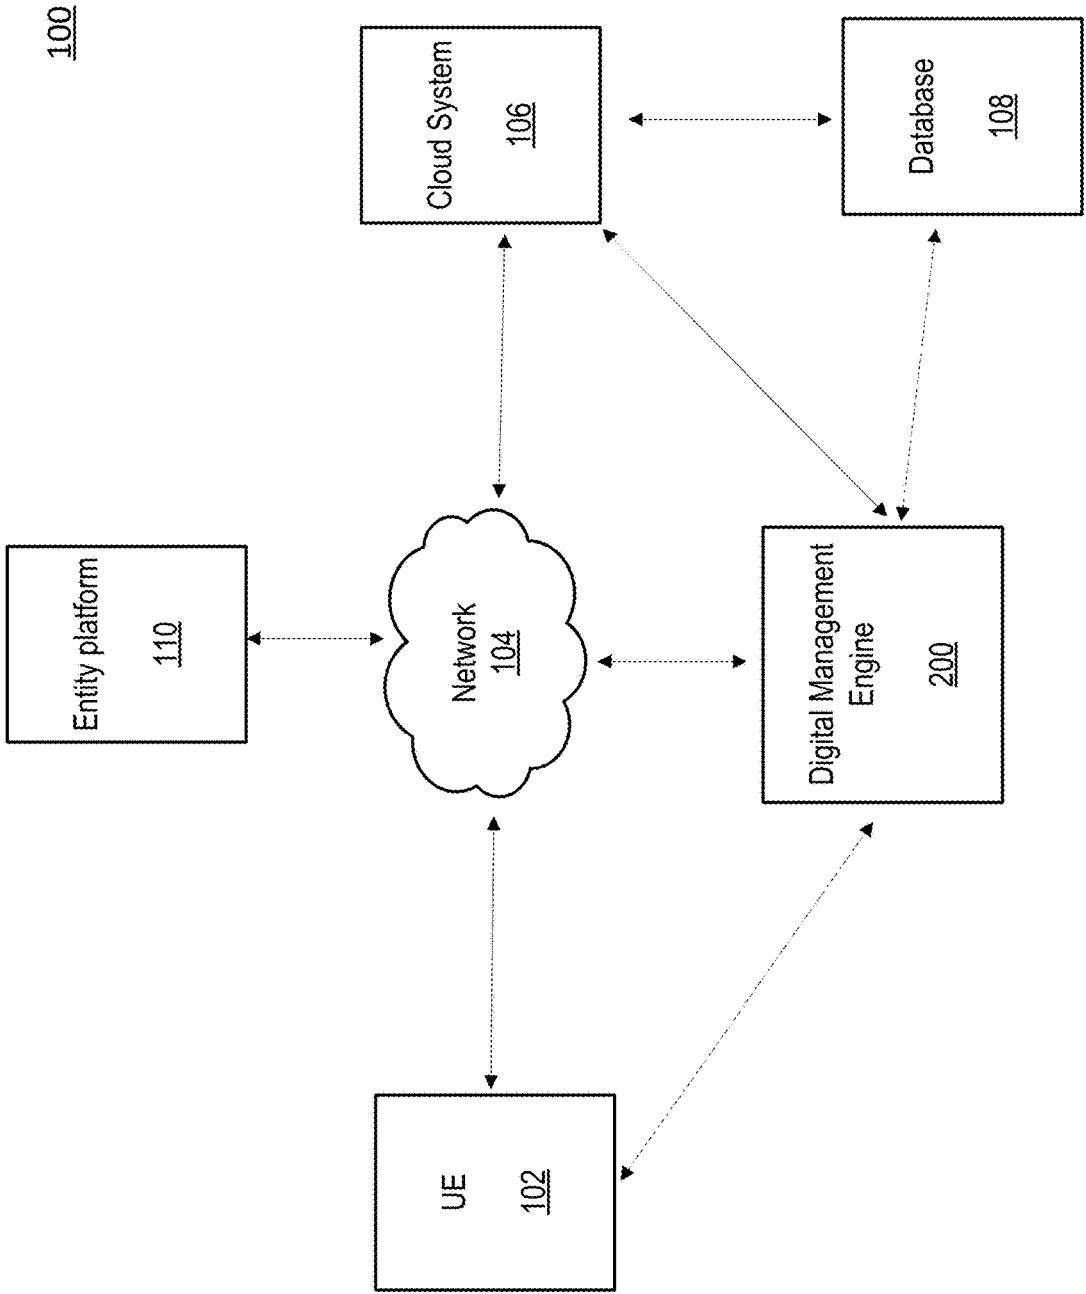 100
Entity platform
110
UE
102
Network
104
Cloud System
106
Digital Management
Engine
200
Database
108